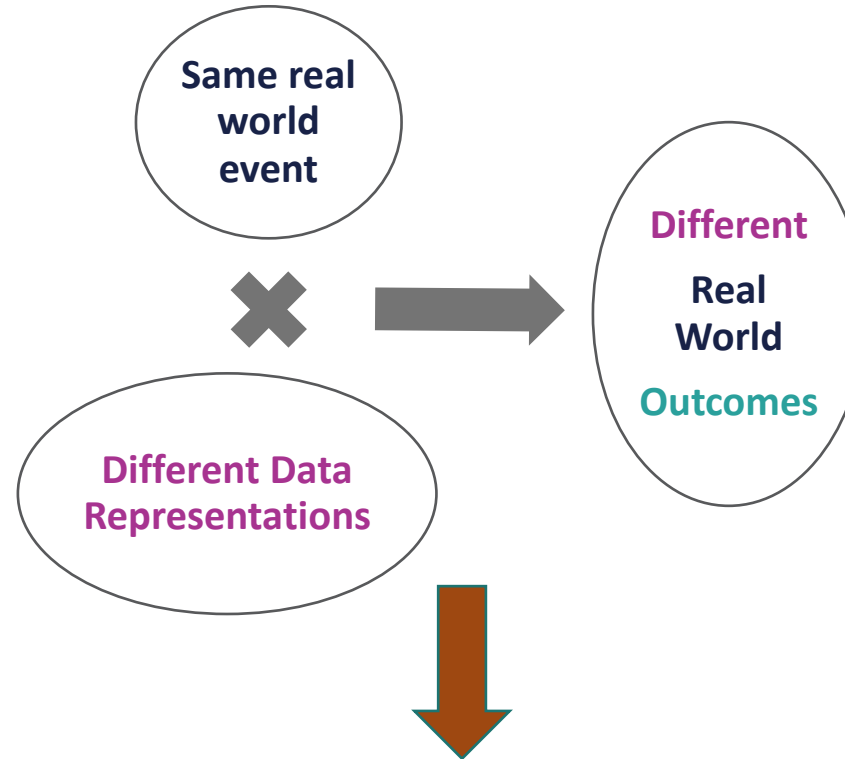 Same real
world
event
Different
Real
World
Outcomes
Different Data
Representations